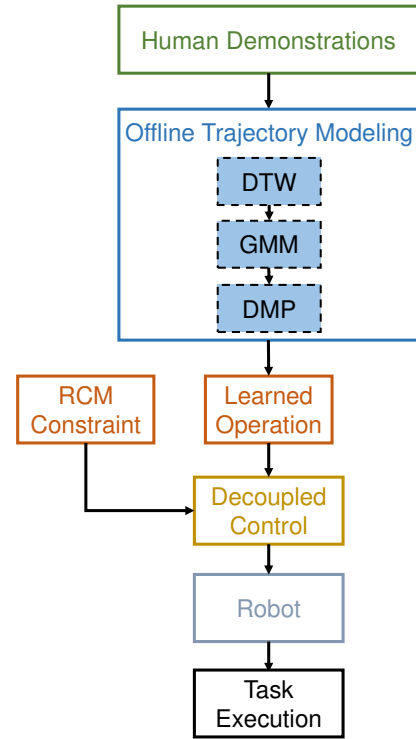 Human Demonstrations
Offline Trajectory Modeling
DTW
GMM
DMP
RCM
Constraint
Learned
Operation
Decoupled
Control
Robot
Task
Execution